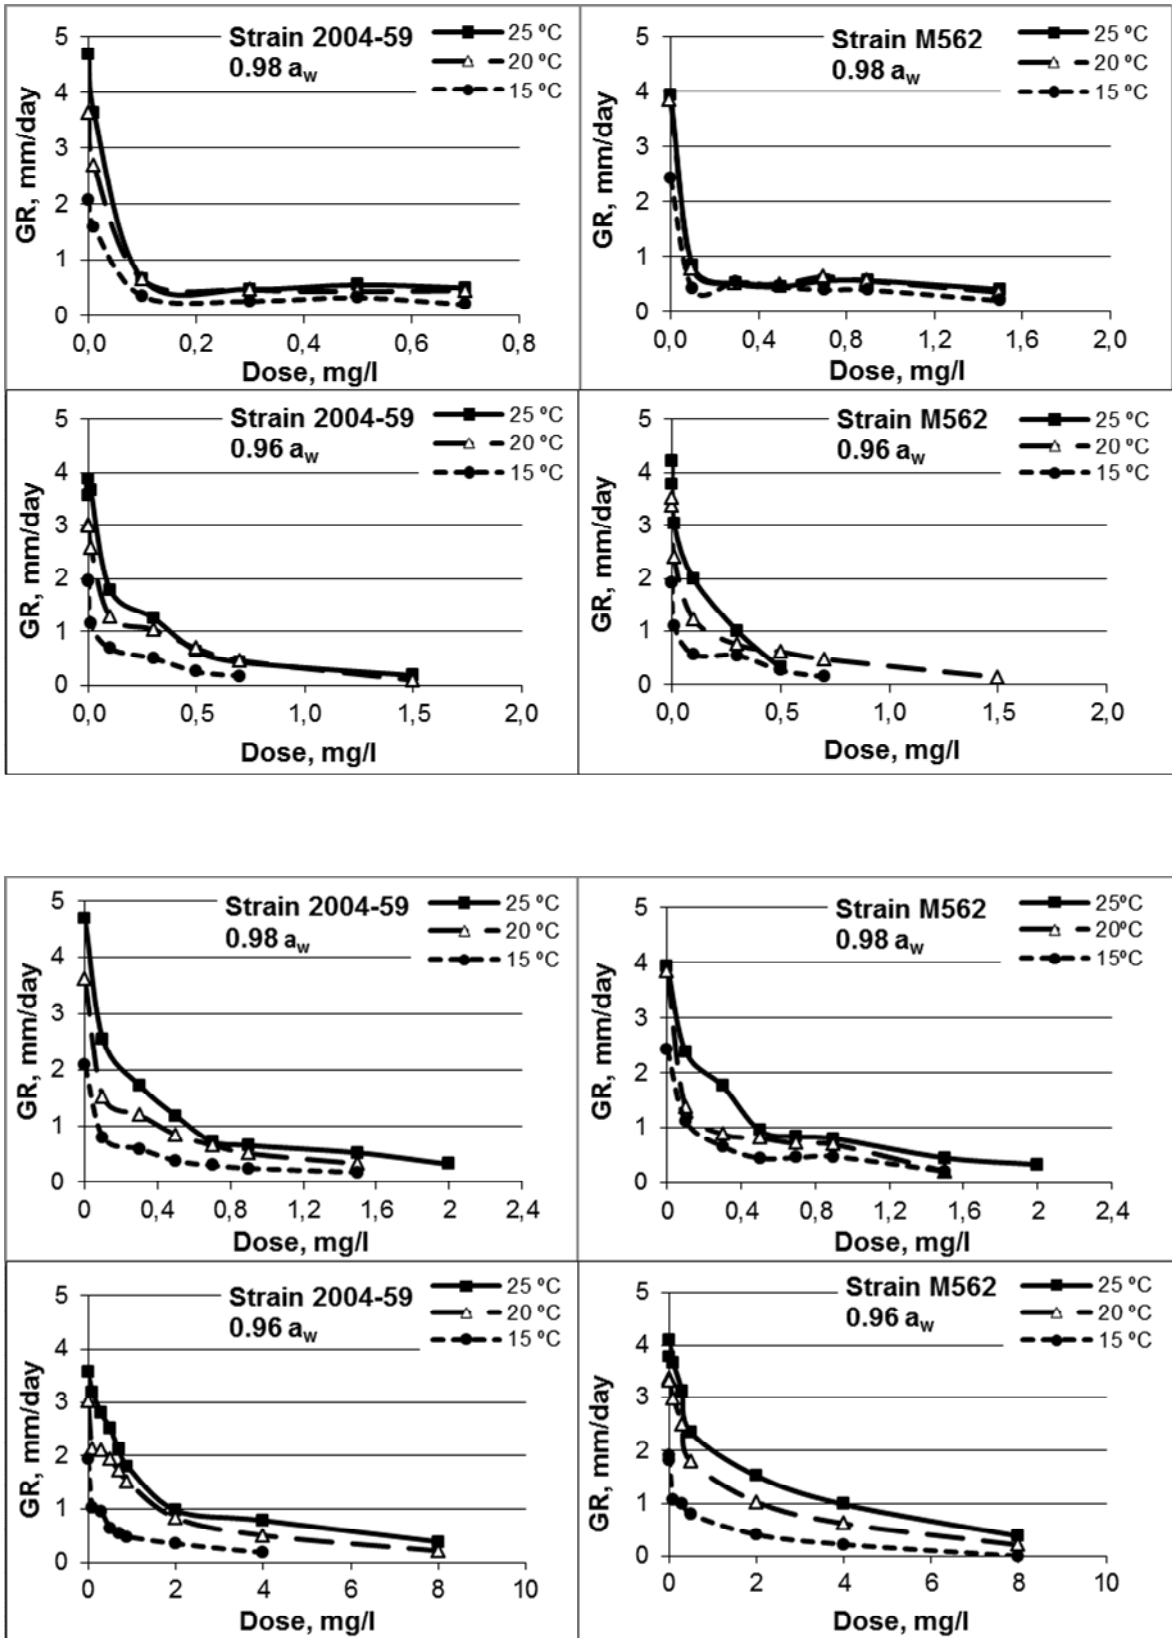 Strain 2004-59
0.98 aw
25 ºC
20 ºC
15 ºC
GR, mm/day
5
4
3
2
1
0
0,0 0,2 0,4 0,6 0,8
Dose, mg/l
Strain M562
0.98 aw
25 ºC
20 ºC
15 ºC
GR, mm/day
5
4
3
2
1
0
0,0 0,4 0,8 1,2 1,6 2,0
Dose, mg/l
Strain 2004-59
0.96 aw
25 ºC
20 ºC
15 ºC
GR, mm/day
5
4
3
2
1
0
0,0 0,5 1,0 1,5 2,0
Dose, mg/l
Strain M562
0.96 aw
25 ºC
20 ºC
15 ºC
GR, mm/day
5
4
3
2
1
0
0,0 0,5 1,0 1,5 2,0
Dose, mg/l
Strain 2004-59
0.98 aw
25 ºC
20 ºC
15 ºC
GR, mm/day
5
4
3
2
1
0
0 0,4 0,8 1,2 1,6 2 2,4
Dose, mg/l
Strain M562
0.98 aw
25ºC
20ºC
15ºC
GR, mm/day
5
4
3
2
1
0
0 0,4 0,8 1,2 1,6 2 2,4
Dose, mg/l
Strain 2004-59
0.96 aw
25 ºC
20 ºC
15 ºC
GR, mm/day
5
4
3
2
1
0
0 2 4 6 8 10
Dose, mg/l
Strain M562
0.96 aw
25 ºC
20 ºC
15 ºC
GR, mm/day
5
4
3
2
1
0
0 2 4 6 8 10
Dose, mg/l